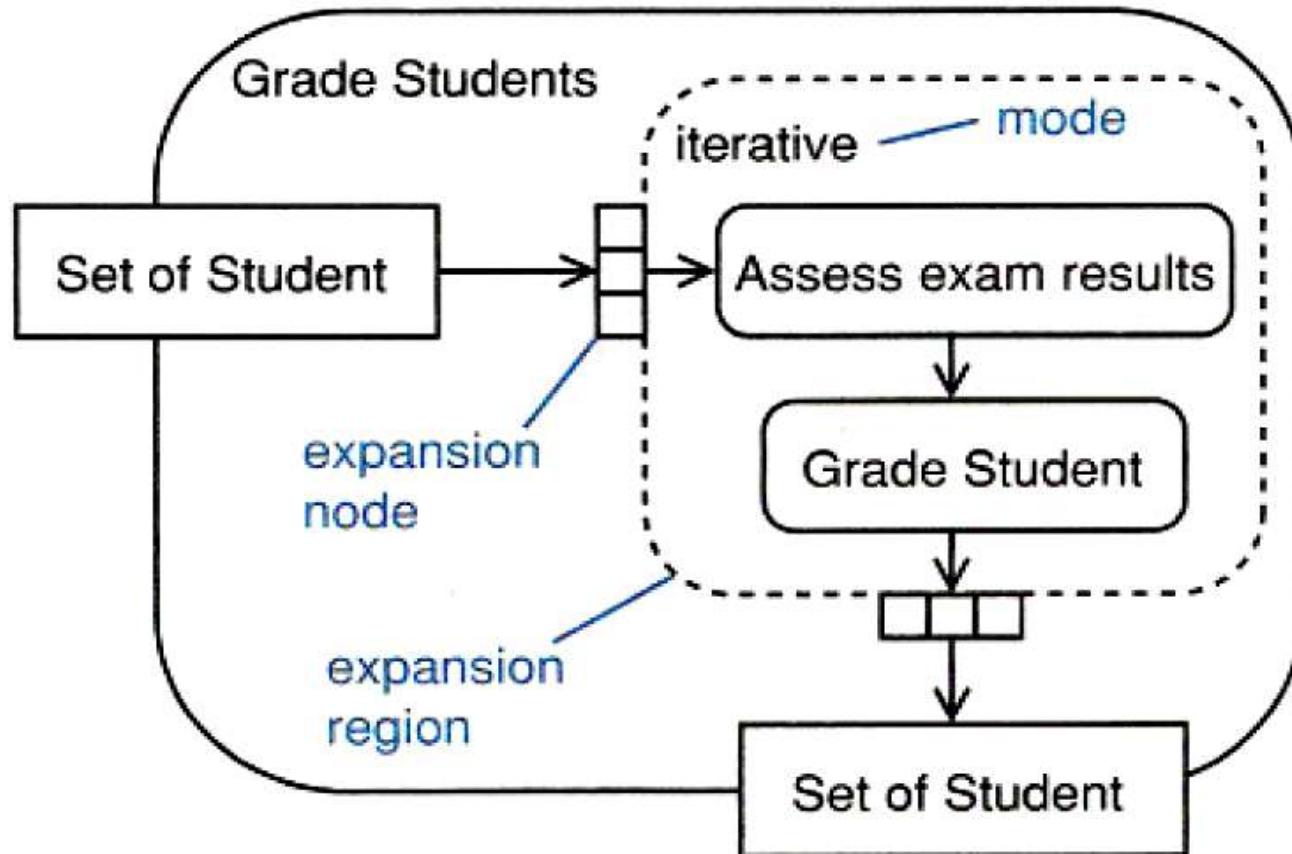 Grade Students
mode
iterative
Set of Student
Assess exam results
expansion
node
Grade Student
expansion
region
Set of Student